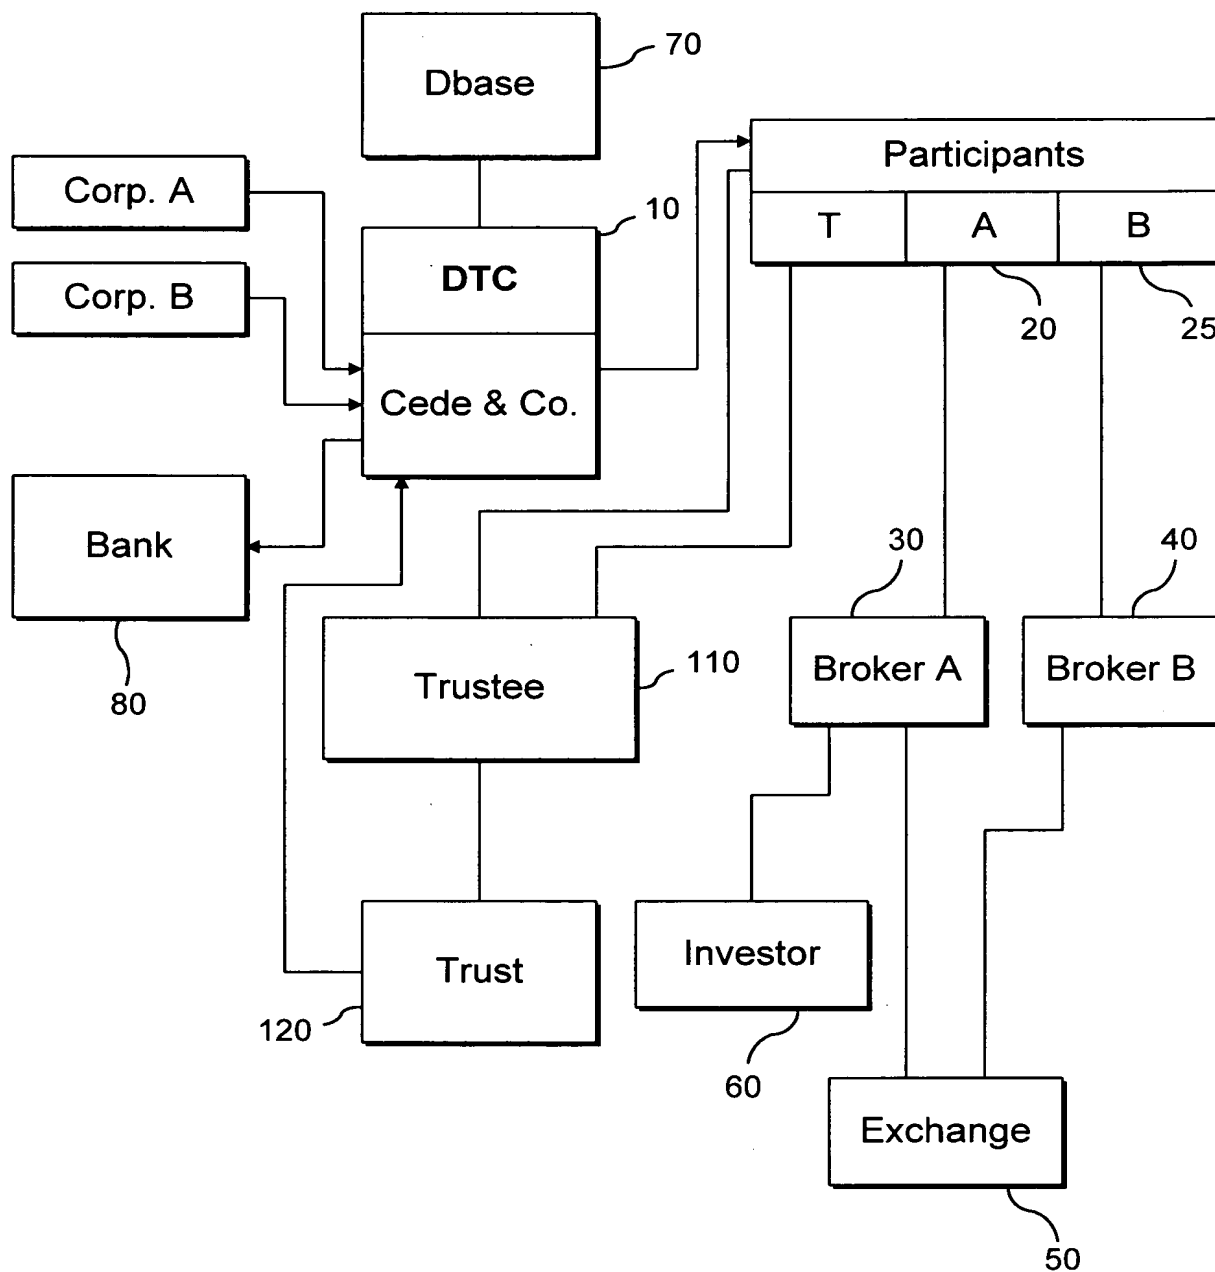 70
Dbase
Participants
Corp. A
10
T
A
B
DTC
Corp. B
20
25
Cede & Co.
Bank
30
40
110
Broker A
Broker B
Trustee
80
Investor
Trust
120
60
Exchange
50